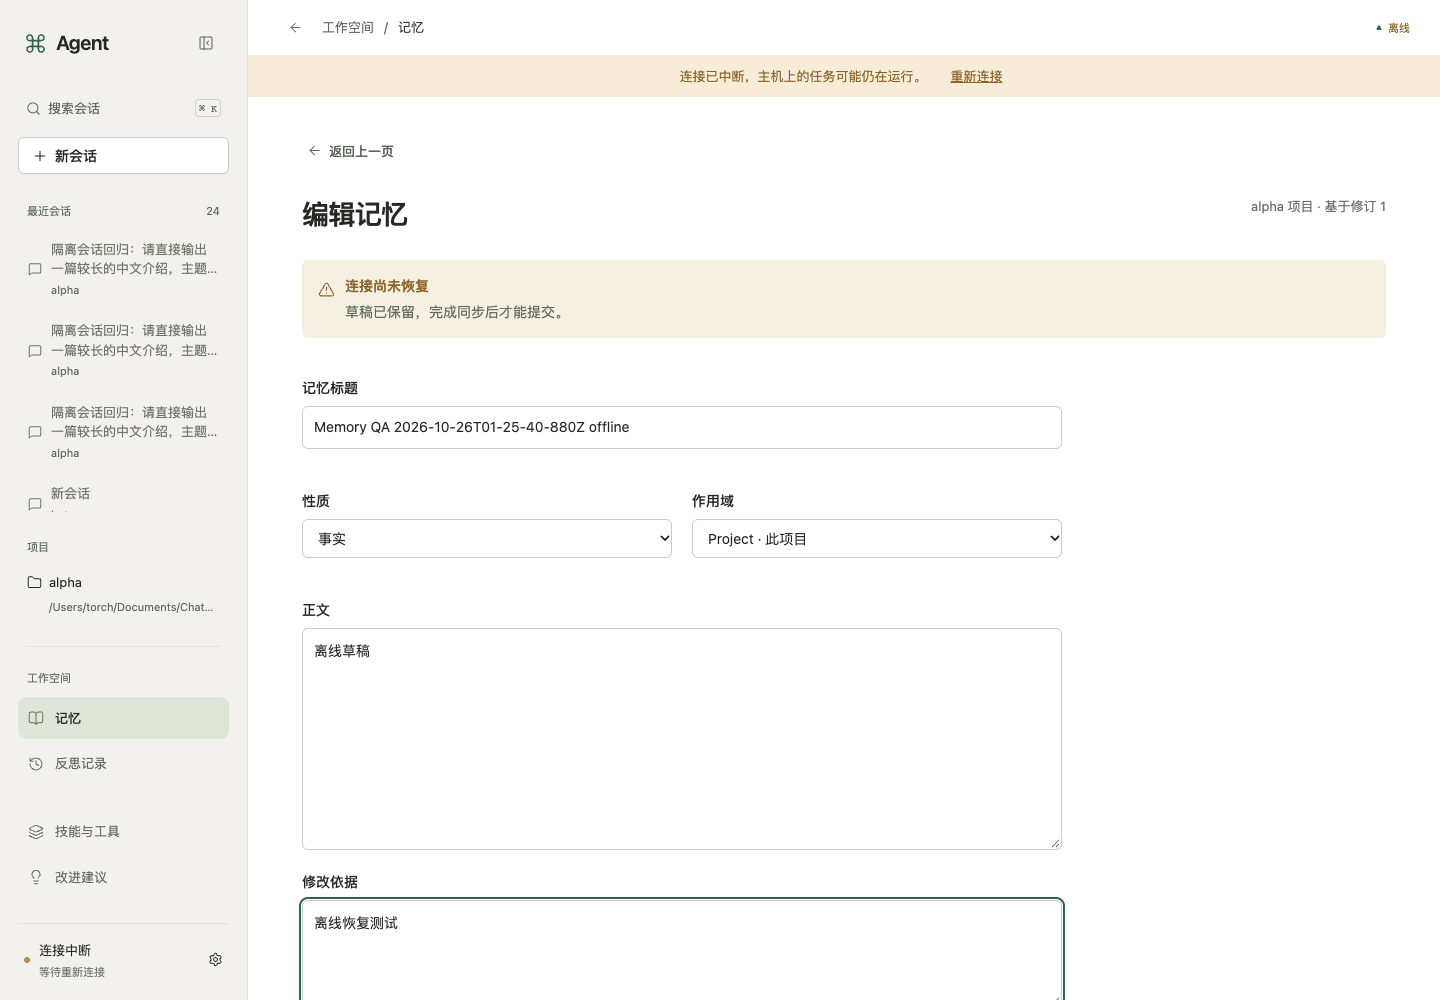 Agent
搜索会话
⌘ K
新会话
最近会话 24
隔离会话回归：请直接输出
一篇较长的中文介绍，主题...
alpha
隔离会话回归：请直接输出
一篇较长的中文介绍，主题...
alpha
隔离会话回归：请直接输出
一篇较长的中文介绍，主题...
alpha
新会话
项目
alpha
/Users/torch/Documents/Chat...
工作空间
记忆
反思记录
技能与工具
改进建议
连接中断
等待重新连接
工作空间 / 记忆
离线
连接已中断，主机上的任务可能仍在运行。 重新连接
返回上一页
编辑记忆
alpha 项目 · 基于修订 1
连接尚未恢复
草稿已保留，完成同步后才能提交。
记忆标题
Memory QA 2026-10-26T01-25-40-880Z offline
性质 作用域
事实 Project · 此项目
正文
离线草稿
修改依据
离线恢复测试